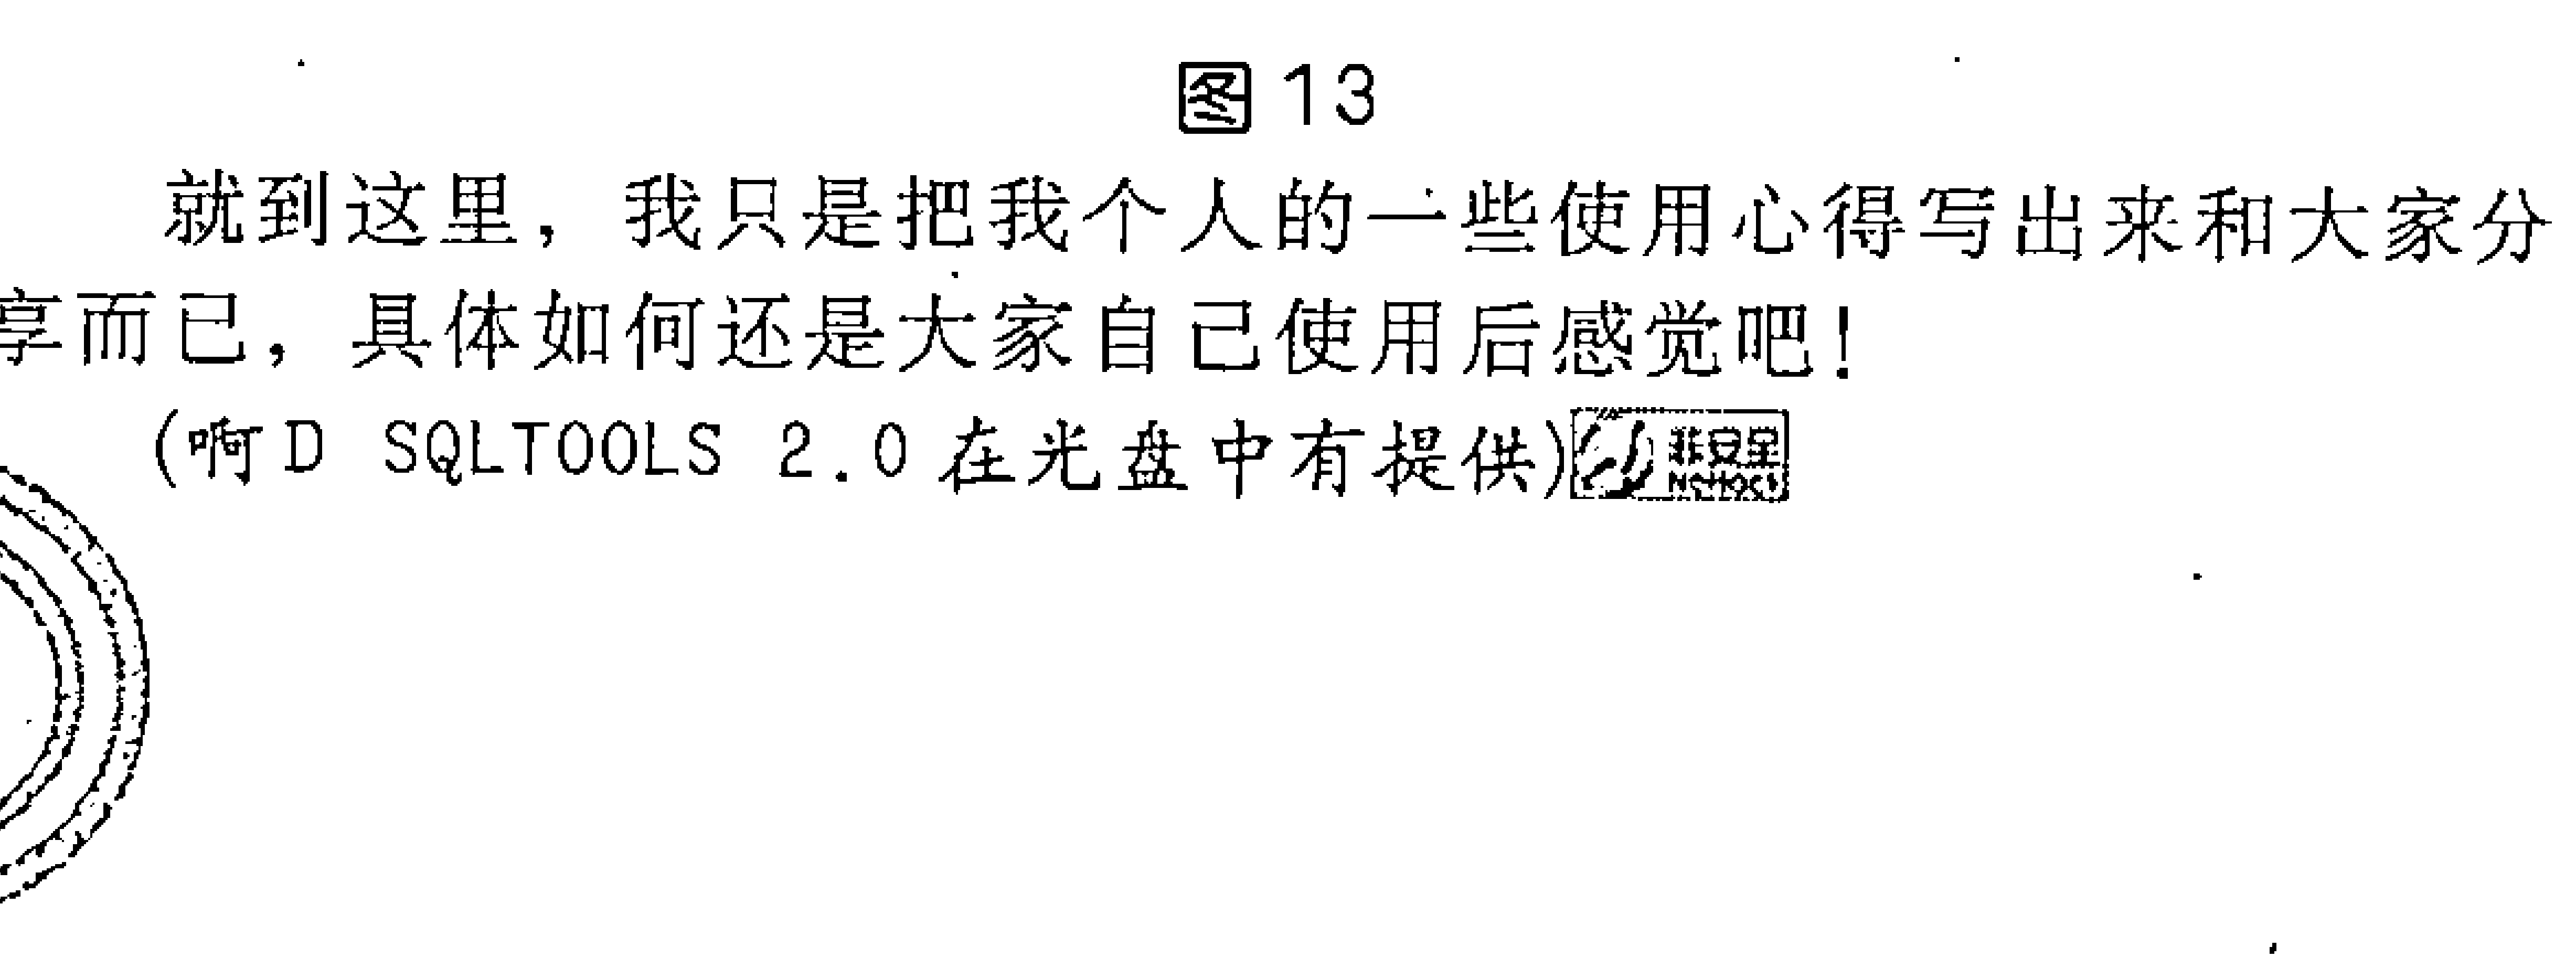 图13
就到这里，我只是把我个人的一些使用心得写出来和大家分
享而已，具体如何还是大家自己使用后感觉吧！
(啊D SQLTOOLS 2.0在光盘中有提供)